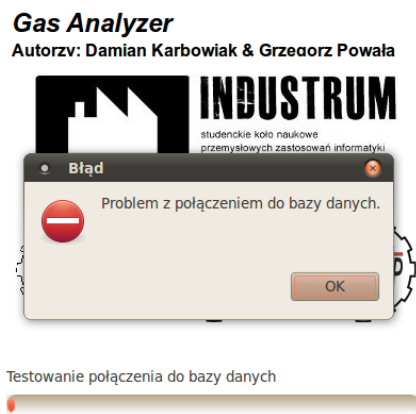 Gas Analyzer
Autorzy: Damian Karbowiak & Grzegorz Powała
INDUSTRUM
studenckie koło naukowe
przemysłowych zastosowań informatyki
Błąd
Problem z połączeniem do bazy danych.
OK
Testowanie połączenia do bazy danych